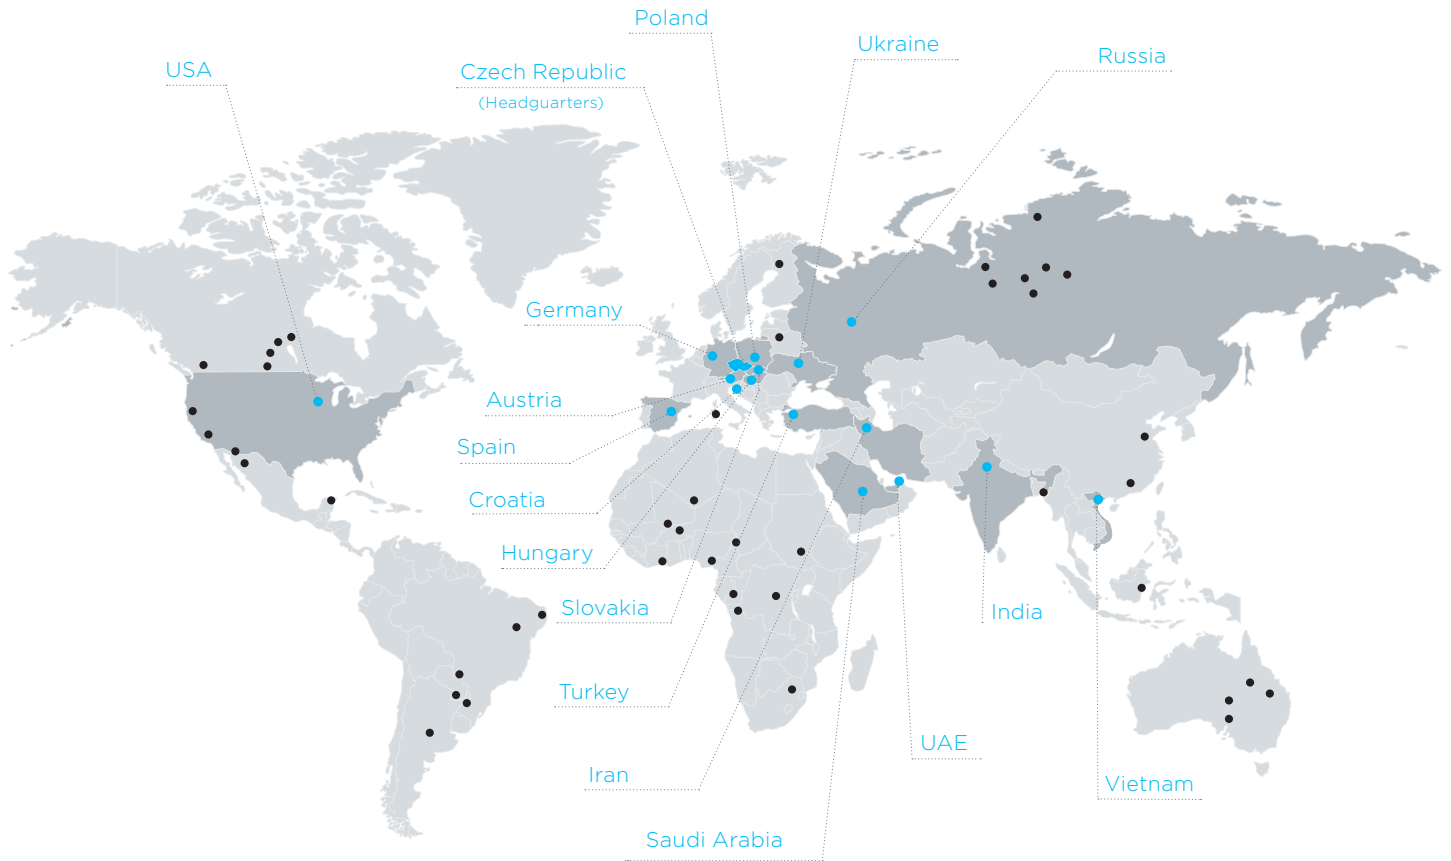 Poland
Ukraine
Russia
USA
Czech Republic
(Headguarters)
Germany
Austria
Spain
Croatia
Hungary
Slovakia
India
Turkey
UAE
Iran
Vietnam
Saudi Arabia